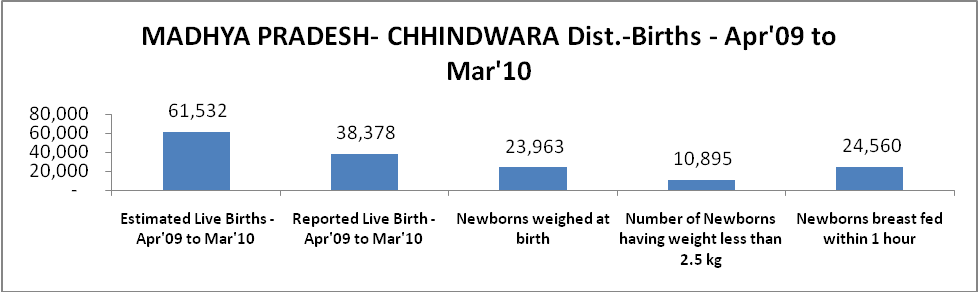 MADHYA PRADESH- CHHINDWARA Dist.-Births - Apr'09 to
Mar'10
80,000
60,000
40,000
20,000
-
61,532
38,378
23,963
10,895
24,560
Estimated Live Births -
Apr'09 to Mar'10
Reported Live Birth -
Apr'09 to Mar'10
Newborns weighed at
birth
Number of Newborns
having weight less than
2.5 kg
Newborns breast fed
within 1 hour